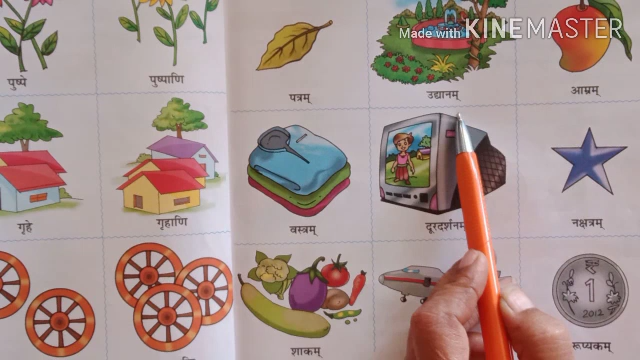 Made with KINEMASTER
पुष्पे
पुष्पाणि
पत्रम्
उद्यानम्
आम्रम्
गृहे
गृहाणि
वस्त्रम्
दूरदर्शनम्
नक्षत्रम्
शाकम्
₹
1
2012
रूप्यकम्